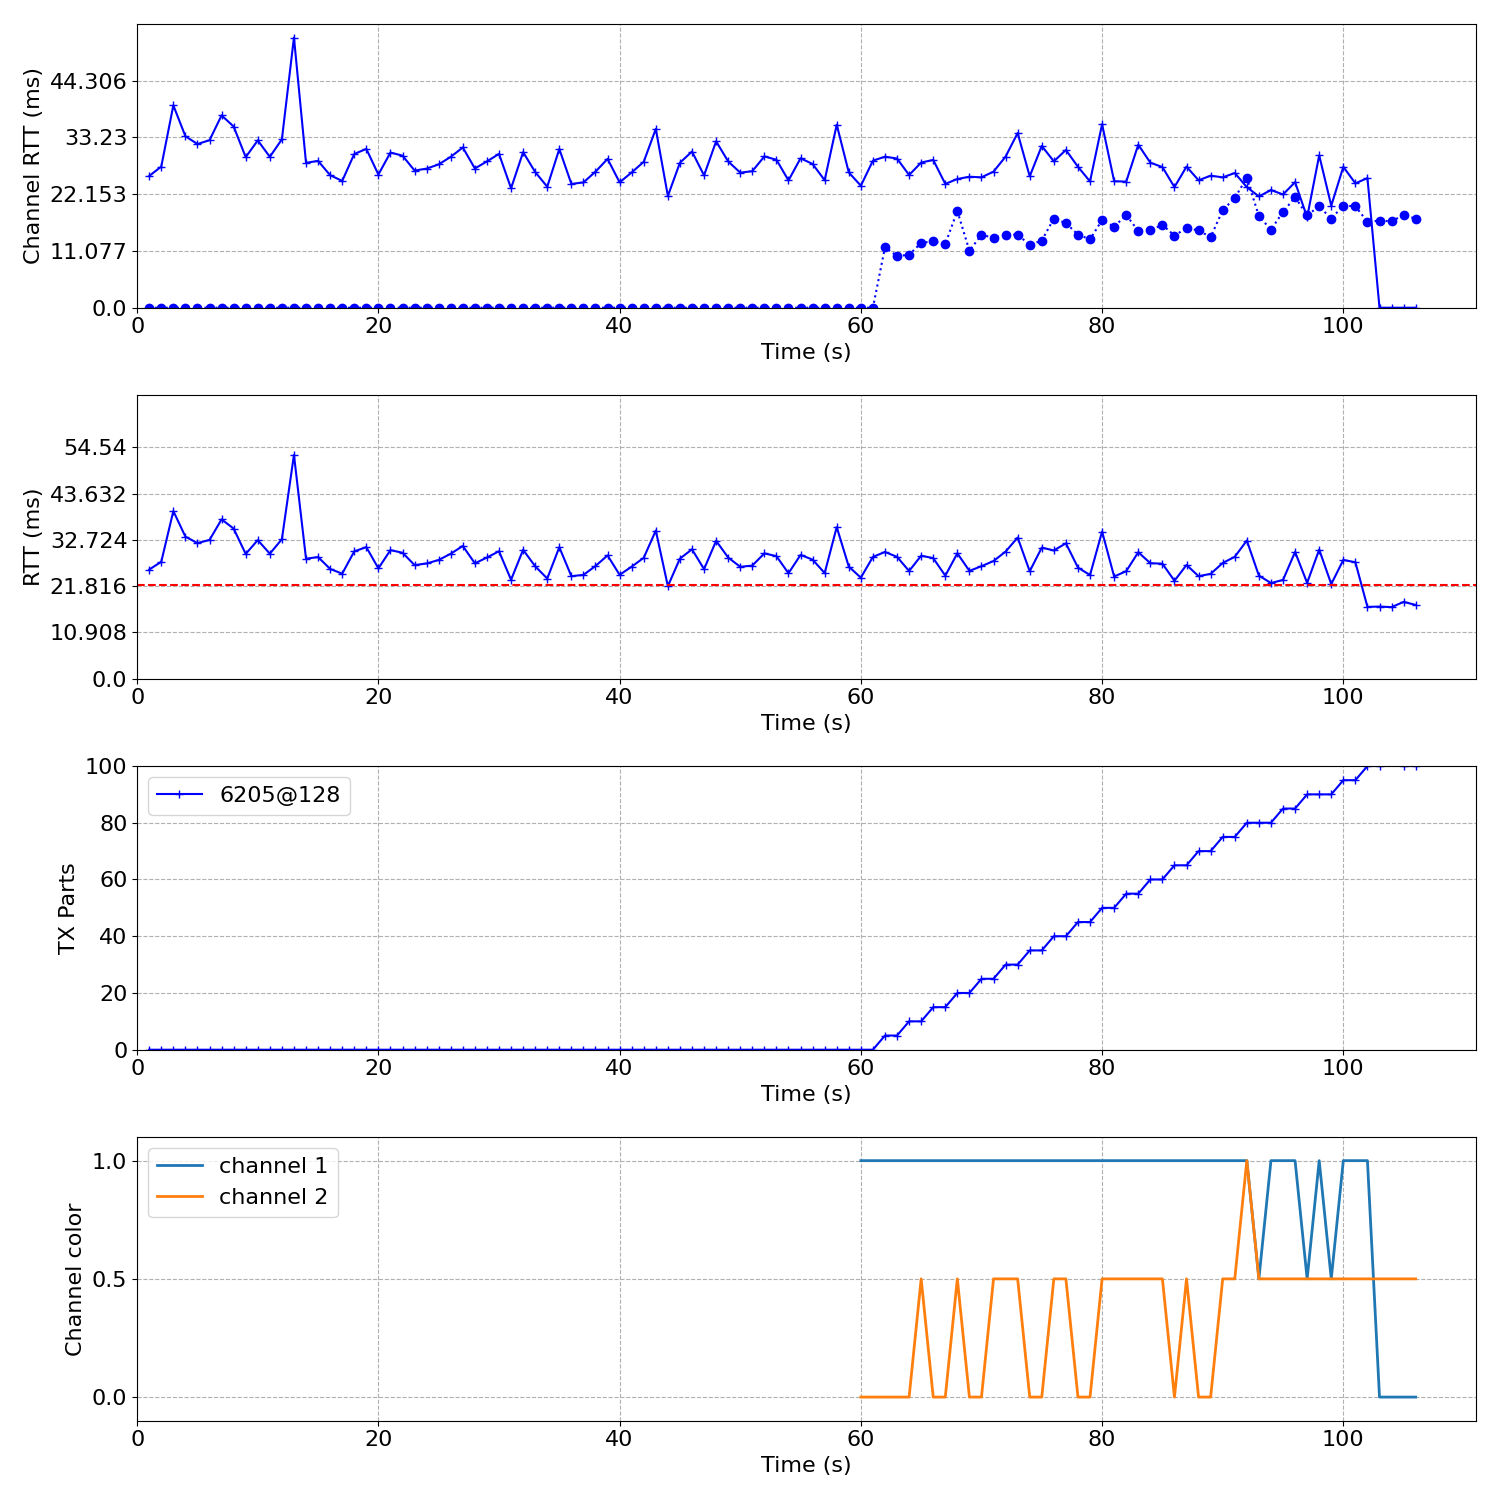 Channel RTT (ms)
44.306
33.23
22.153
11.077
0.0
0 20 40 60 80 100
Time (s)
RTT (ms)
54.54
43.632
32.724
21.816
10.908
0.0
0 20 40 60 80 100
Time (s)
TX Parts
100
80
60
40
20
0
6205@128
0 20 40 60 80 100
Time (s)
Channel color
1.0
0.5
0.0
channel 1
channel 2
0 20 40 60 80 100
Time (s)